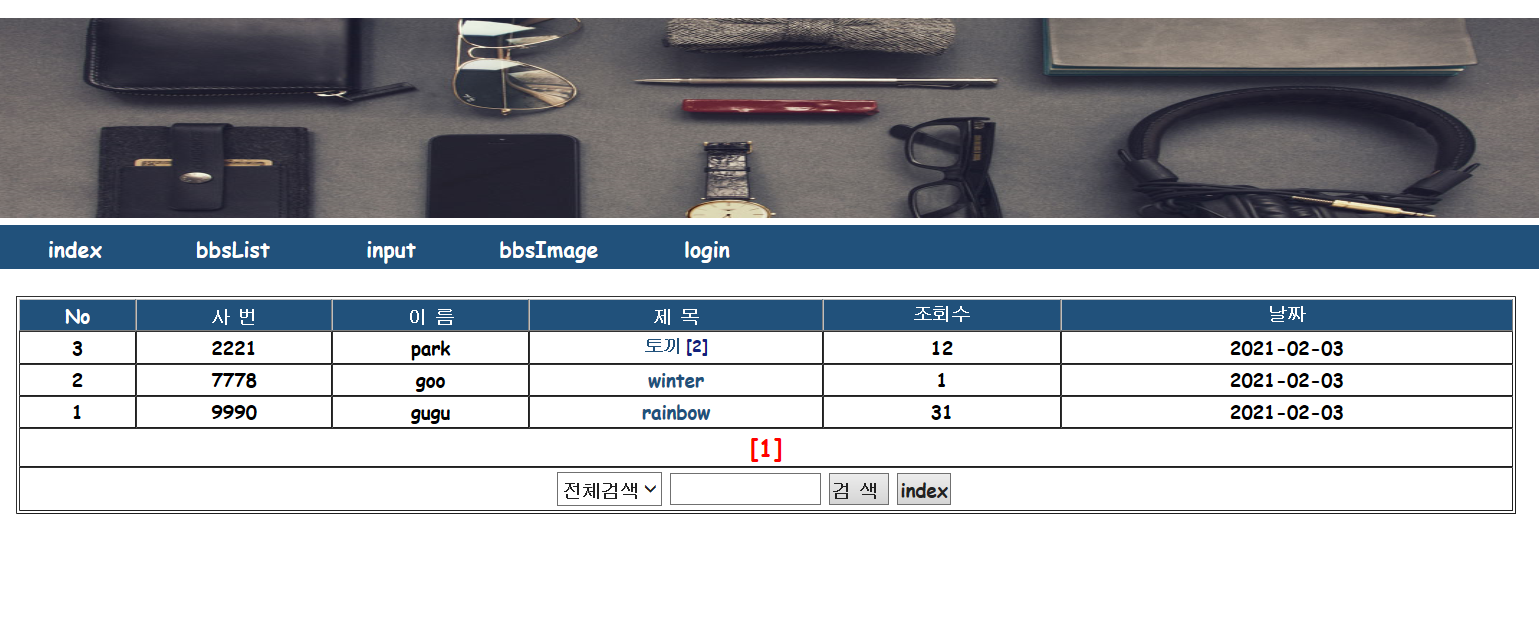 index bbsList input bbsImage login
No 사 번 이 름 제 목 조회수 날짜
3 2221 park 토끼 [2] 12 2021-02-03
2 7778 goo winter 1 2021-02-03
1 9990 gugu rainbow 31 2021-02-03
[1]
전체검색 검 색 index